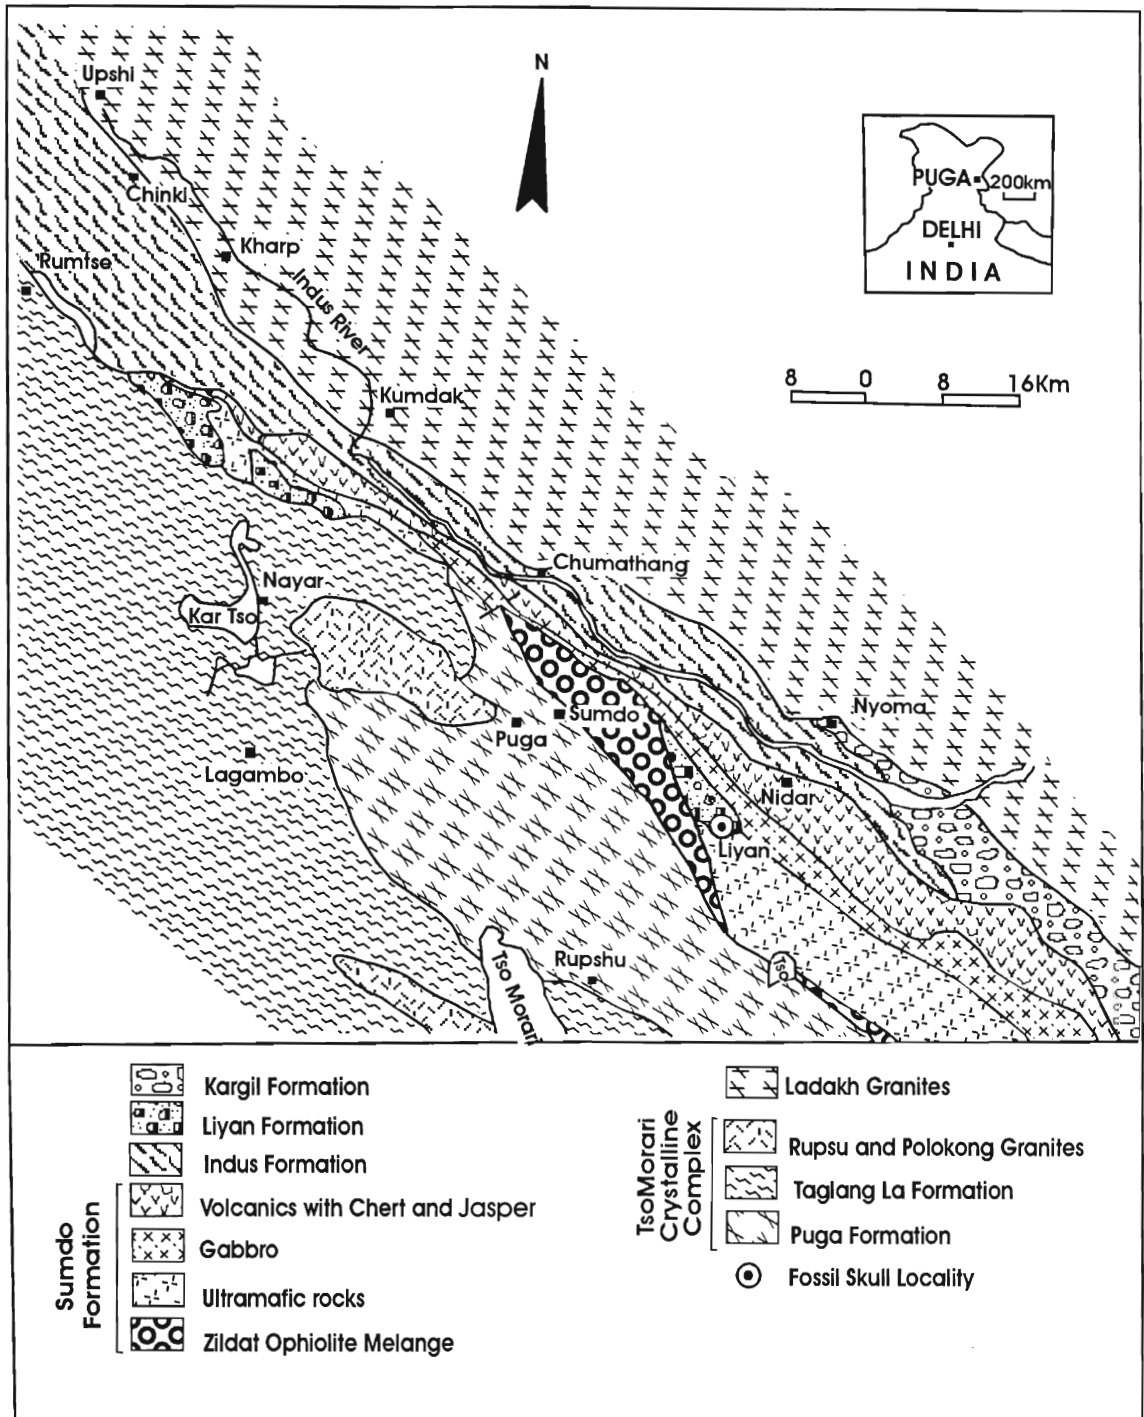 N
Upshi
Chinki
Kharp
Rumtse
Indus River
Kumdak
PUGA
200km
DELHI
INDIA
8 0 8 16Km
Chumathang
Nayar
Kar Tso
Sumdo
Puga
Nyoma
Lagambo
Nidar
Liyan
Rupshu
Tso Morari
Tso
Kargil Formation
Liyan Formation
Indus Formation
Sumdo
Formation
Volcanics with Chert and Jasper
Gabbro
Ultramafic rocks
Zildat Ophiolite Melange
Ladakh Granites
TsoMorari
Crystalline
Complex
Rupsu and Polokong Granites
Taglang La Formation
Puga Formation
Fossil Skull Locality